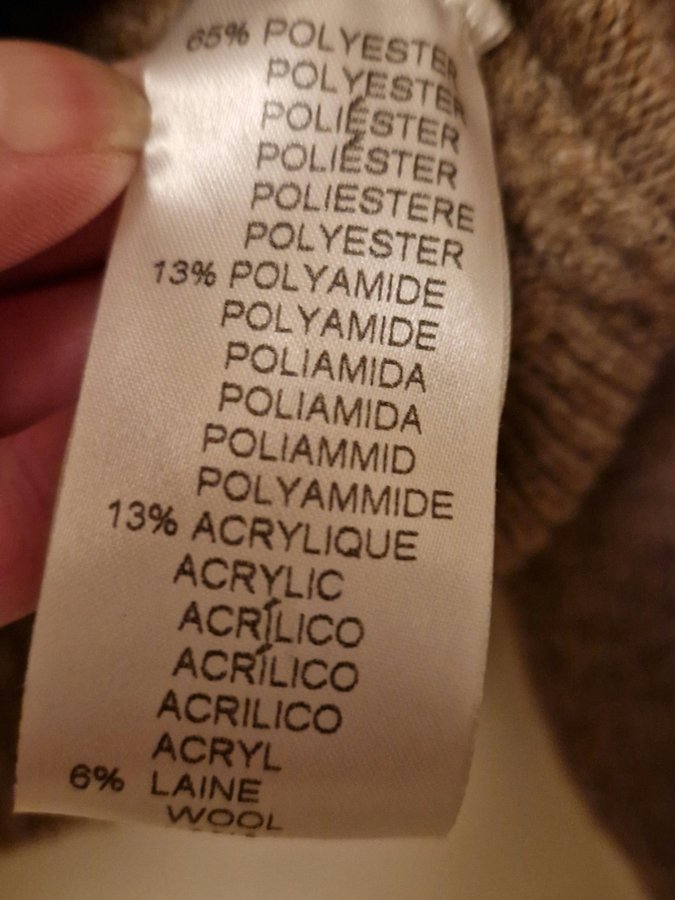 65% POLYESTER
POLYESTER
POLIÉSTER
POLIÉSTER
POLIESTERE
POLYESTER
13% POLYAMIDE
POLYAMIDE
POLIAMIDA
POLIAMIDA
POLIAMMID
POLYAMMIDE
13% ACRYLIQUE
ACRYLIC
ACRÍLICO
ACRÍLICO
ACRILICO
ACRYL
6% LAINE
WOOL